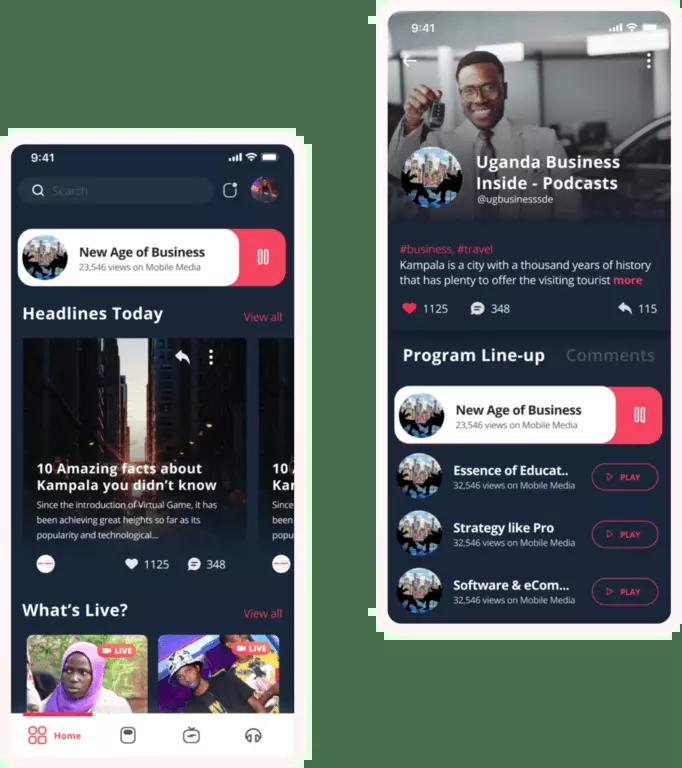 9:41
Search
New Age of Business
23,546 views on Mobile Media
Headlines Today
View all
10 Amazing facts about
Kampala you didn't know
Since the introduction of Virtual Game, it has
been achieving great heights so far as its
popularity and technological...
1125
348
10
Kar
Since
been
popu
What's Live?
View all
LIVE
LIVE
Home
9:41
Uganda Business
Inside - Podcasts
@ugbusinesssde
#business, #travel
Kampala is a city with a thousand years of history
that has plenty to offer the visiting tourist more
1125
348
115
Program Line-up
Comments
New Age of Business
23,546 views on Mobile Media
Essence of Educat..
32,546 views on Mobile Media
PLAY
Strategy like Pro
32,546 views on Mobile Media
PLAY
Software & eCom...
32,546 views on Mobile Media
PLAY